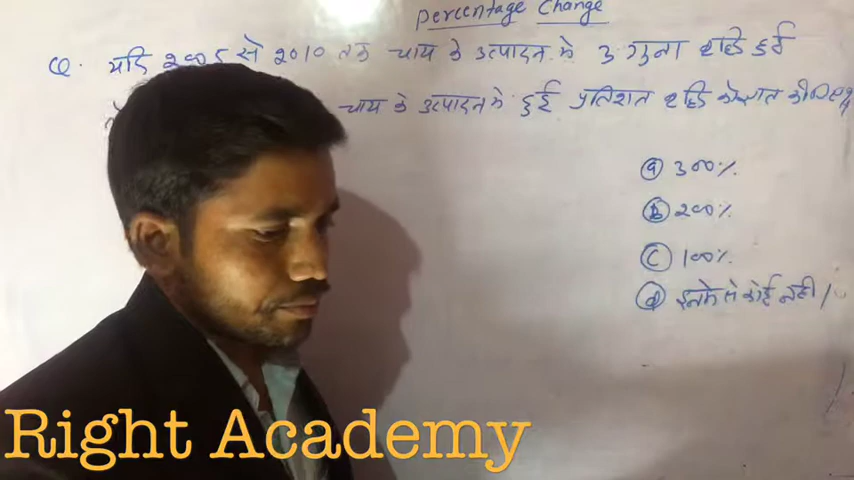 Percentage Change
Q. यदि 2005 से 2010 तक चाय के उत्पादन मे 3 गुना वृद्धि हुई
चाय के उत्पादन मे हुई प्रतिशत वृद्धि को ज्ञात कीजिए
(a) 300%.
(b) 200%.
(c) 100%.
(d) इनमे से कोई नही।
Right Academy